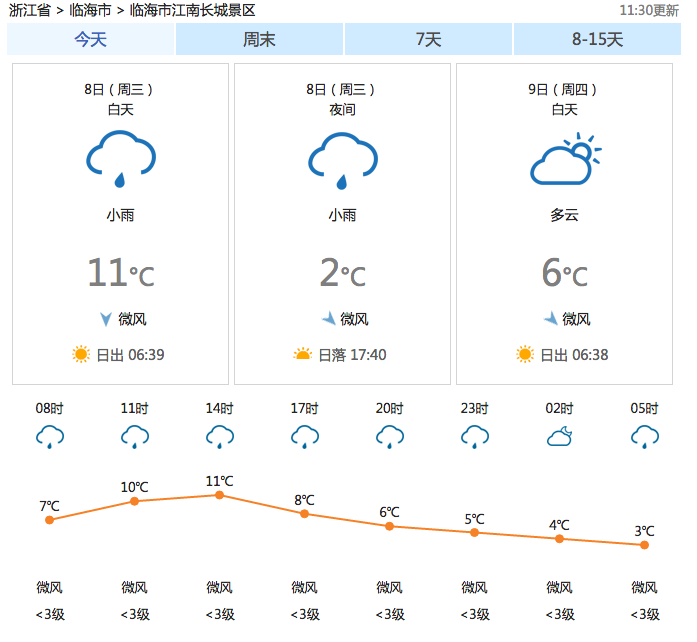 浙江省 > 临海市 > 临海市江南长城景区 11:30更新
今天 周末 7天 8-15天
8日（周三） 8日（周三） 9日（周四）
白天 夜间 白天
小雨 小雨 多云
11°C 2°C 6°C
微风 微风 微风
日出 06:39 日落 17:40 日出 06:38
08时 11时 14时 17时 20时 23时 02时 05时
7℃ 10℃ 11℃ 8℃ 6℃ 5℃ 4℃ 3℃
微风 微风 微风 微风 微风 微风 微风 微风
<3级 <3级 <3级 <3级 <3级 <3级 <3级 <3级